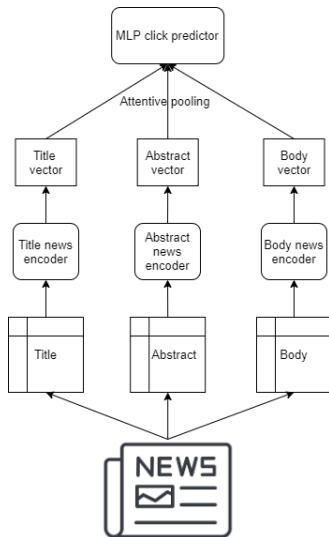 MLP click predictor
Attentive pooling
Title
vector
Abstract
vector
Body
vector
Title news
encoder
Abstract
news
encoder
Body news
encoder
Title
Abstract
Body
NEWS